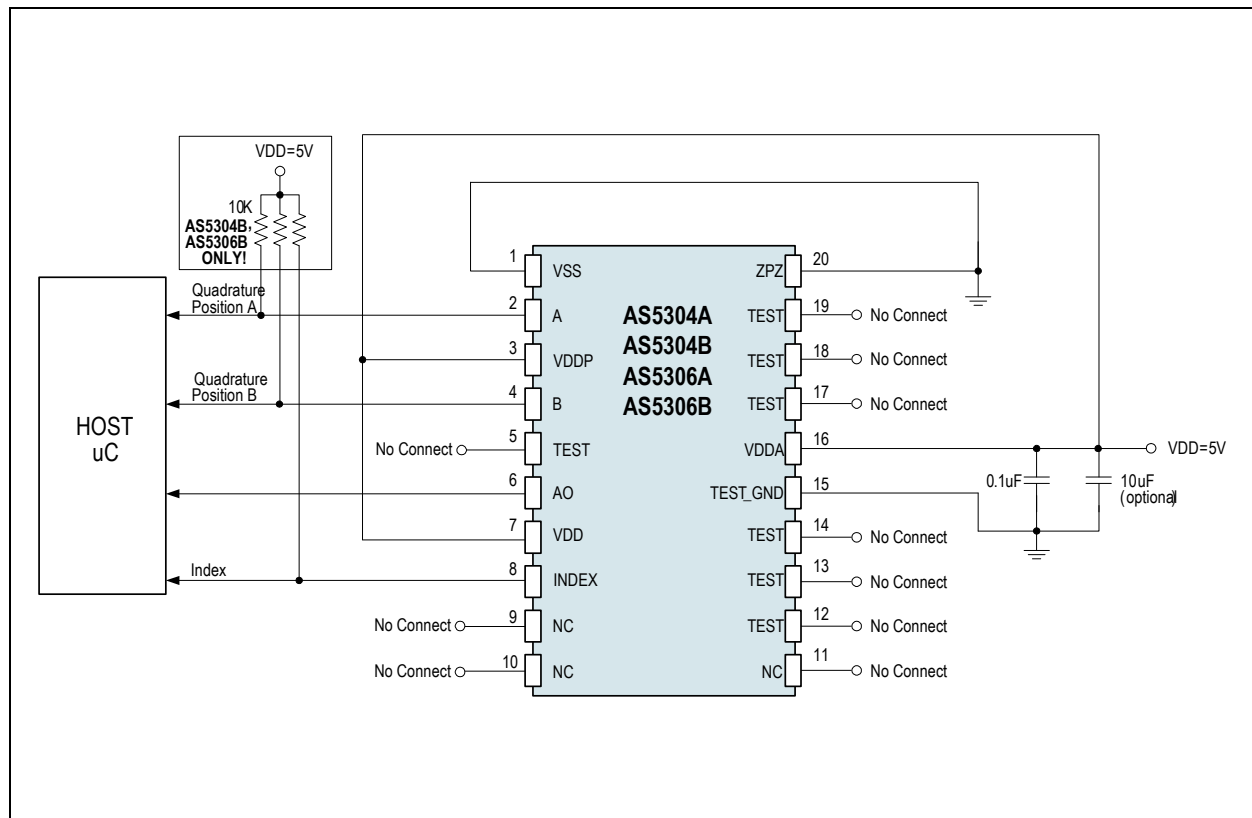 VDD=5V
10K
AS5304B,
AS5306B
ONLY!
HOST
uC
Quadrature
Position A
Quadrature
Position B
Index
No Connect
No Connect
No Connect
1
2
3
4
5
6
7
8
9
10
VSS
A
VDDP
B
TEST
AO
VDD
INDEX
NC
NC
AS5304A
AS5304B
AS5306A
AS5306B
ZPZ
TEST
TEST
TEST
VDDA
TEST_GND
TEST
TEST
TEST
NC
20
19
18
17
16
15
14
13
12
11
No Connect
No Connect
No Connect
VDD=5V
0.1uF
10uF
(optional)
No Connect
No Connect
No Connect
No Connect